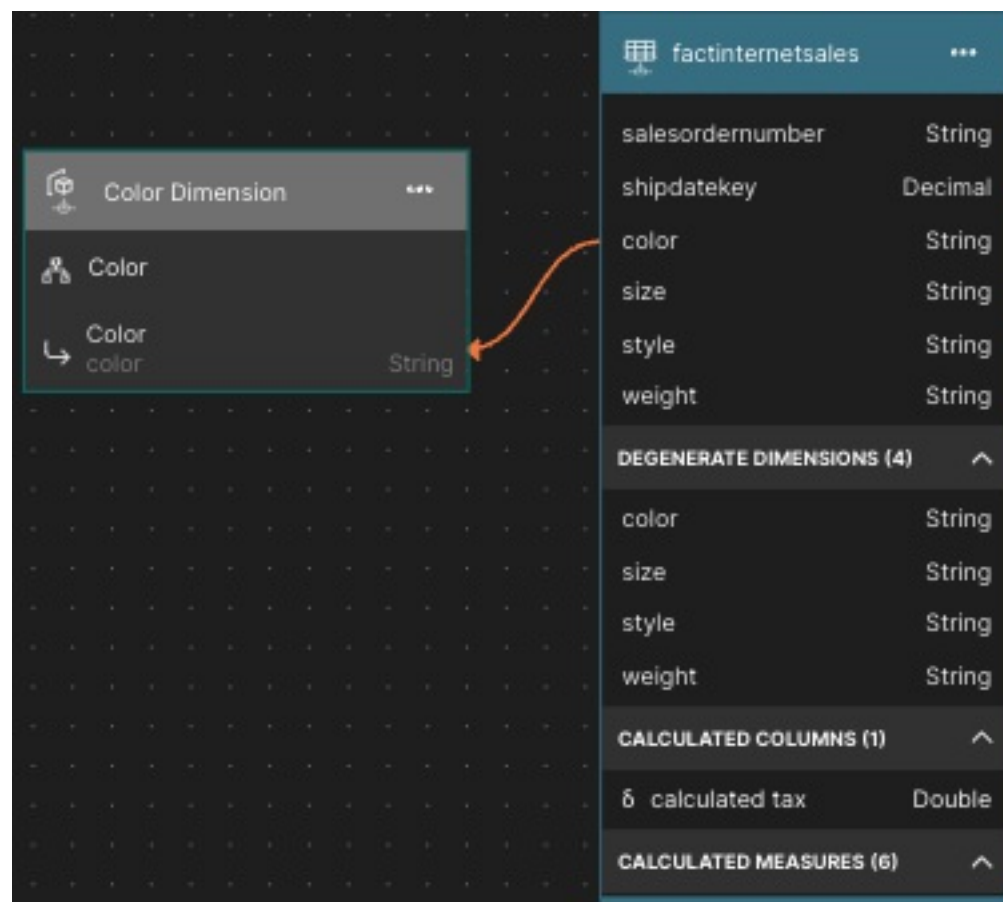 Color Dimension
Color
Color
color String
factinternetsales
salesordernumber String
shipdatekey Decimal
color String
size String
style String
weight String
DEGENERATE DIMENSIONS (4)
color String
size String
style String
weight String
CALCULATED COLUMNS (1)
δ calculated tax Double
CALCULATED MEASURES (6)